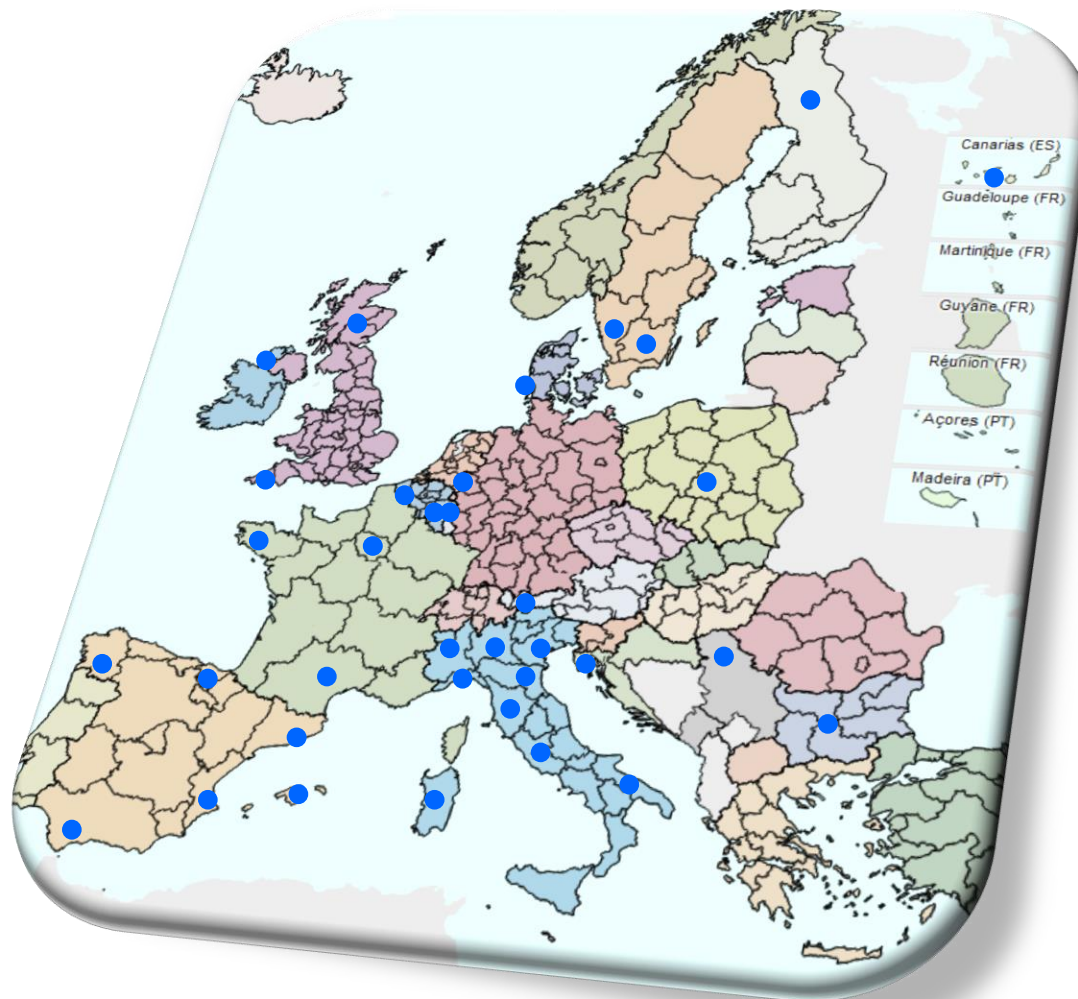 Canarias (ES)
Guadeloupe (FR)
Martinique (FR)
Guyane (FR)
Réunion (FR)
Açores (PT)
Madeira (PT)